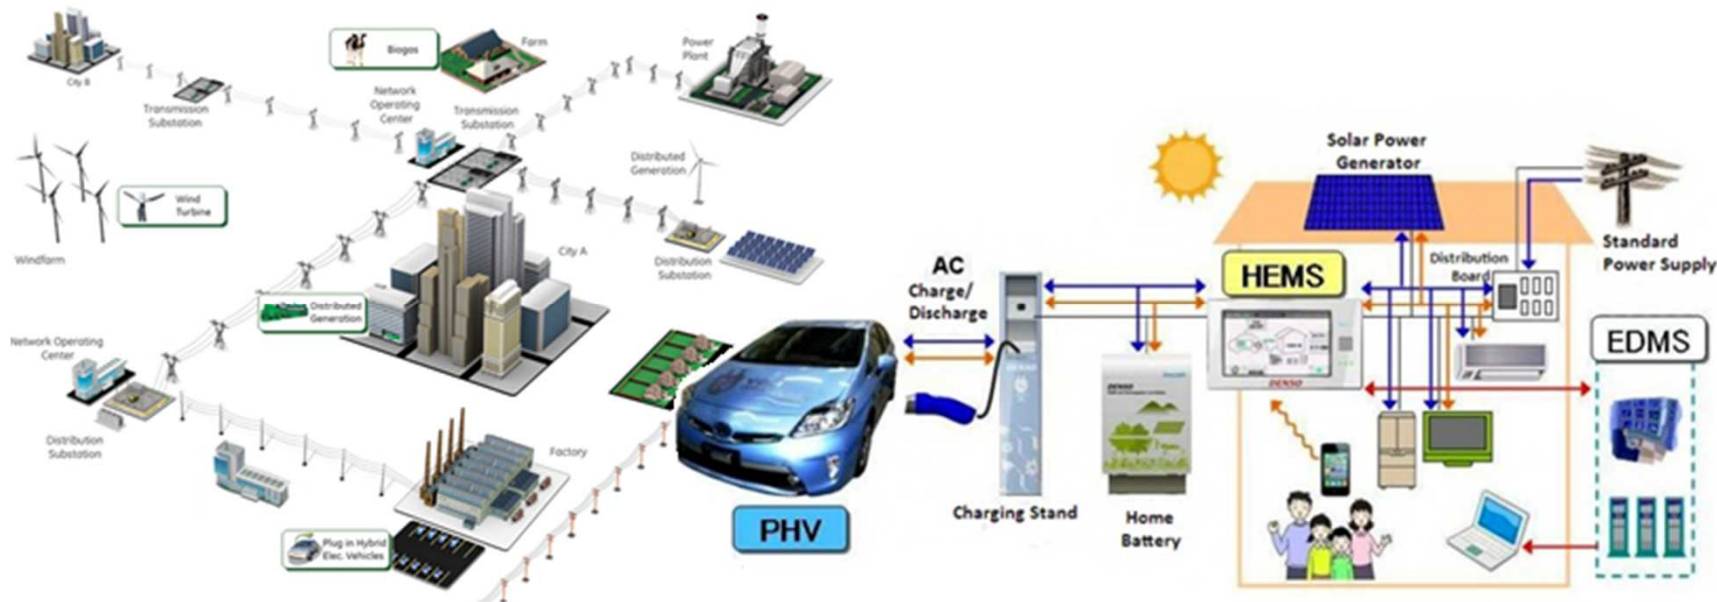 City B
Transmission
Substation
Biogas
Farm
Network
Operating
Center
Transmission
Substation
Power
Plant
Wind
Turbine
Windfarm
Distributed
Generation
City A
Distribution
Substation
Distributed
Generation
Network Operating
Center
Distribution
Substation
Factory
Plug in Hybrid
Elec. Vehicles
PHV
AC
Charge/
Discharge
Charging Stand
DENSO
Home
Battery
Solar Power
Generator
HEMS
DENSO
Distribution
Board
Standard
Power Supply
EDMS